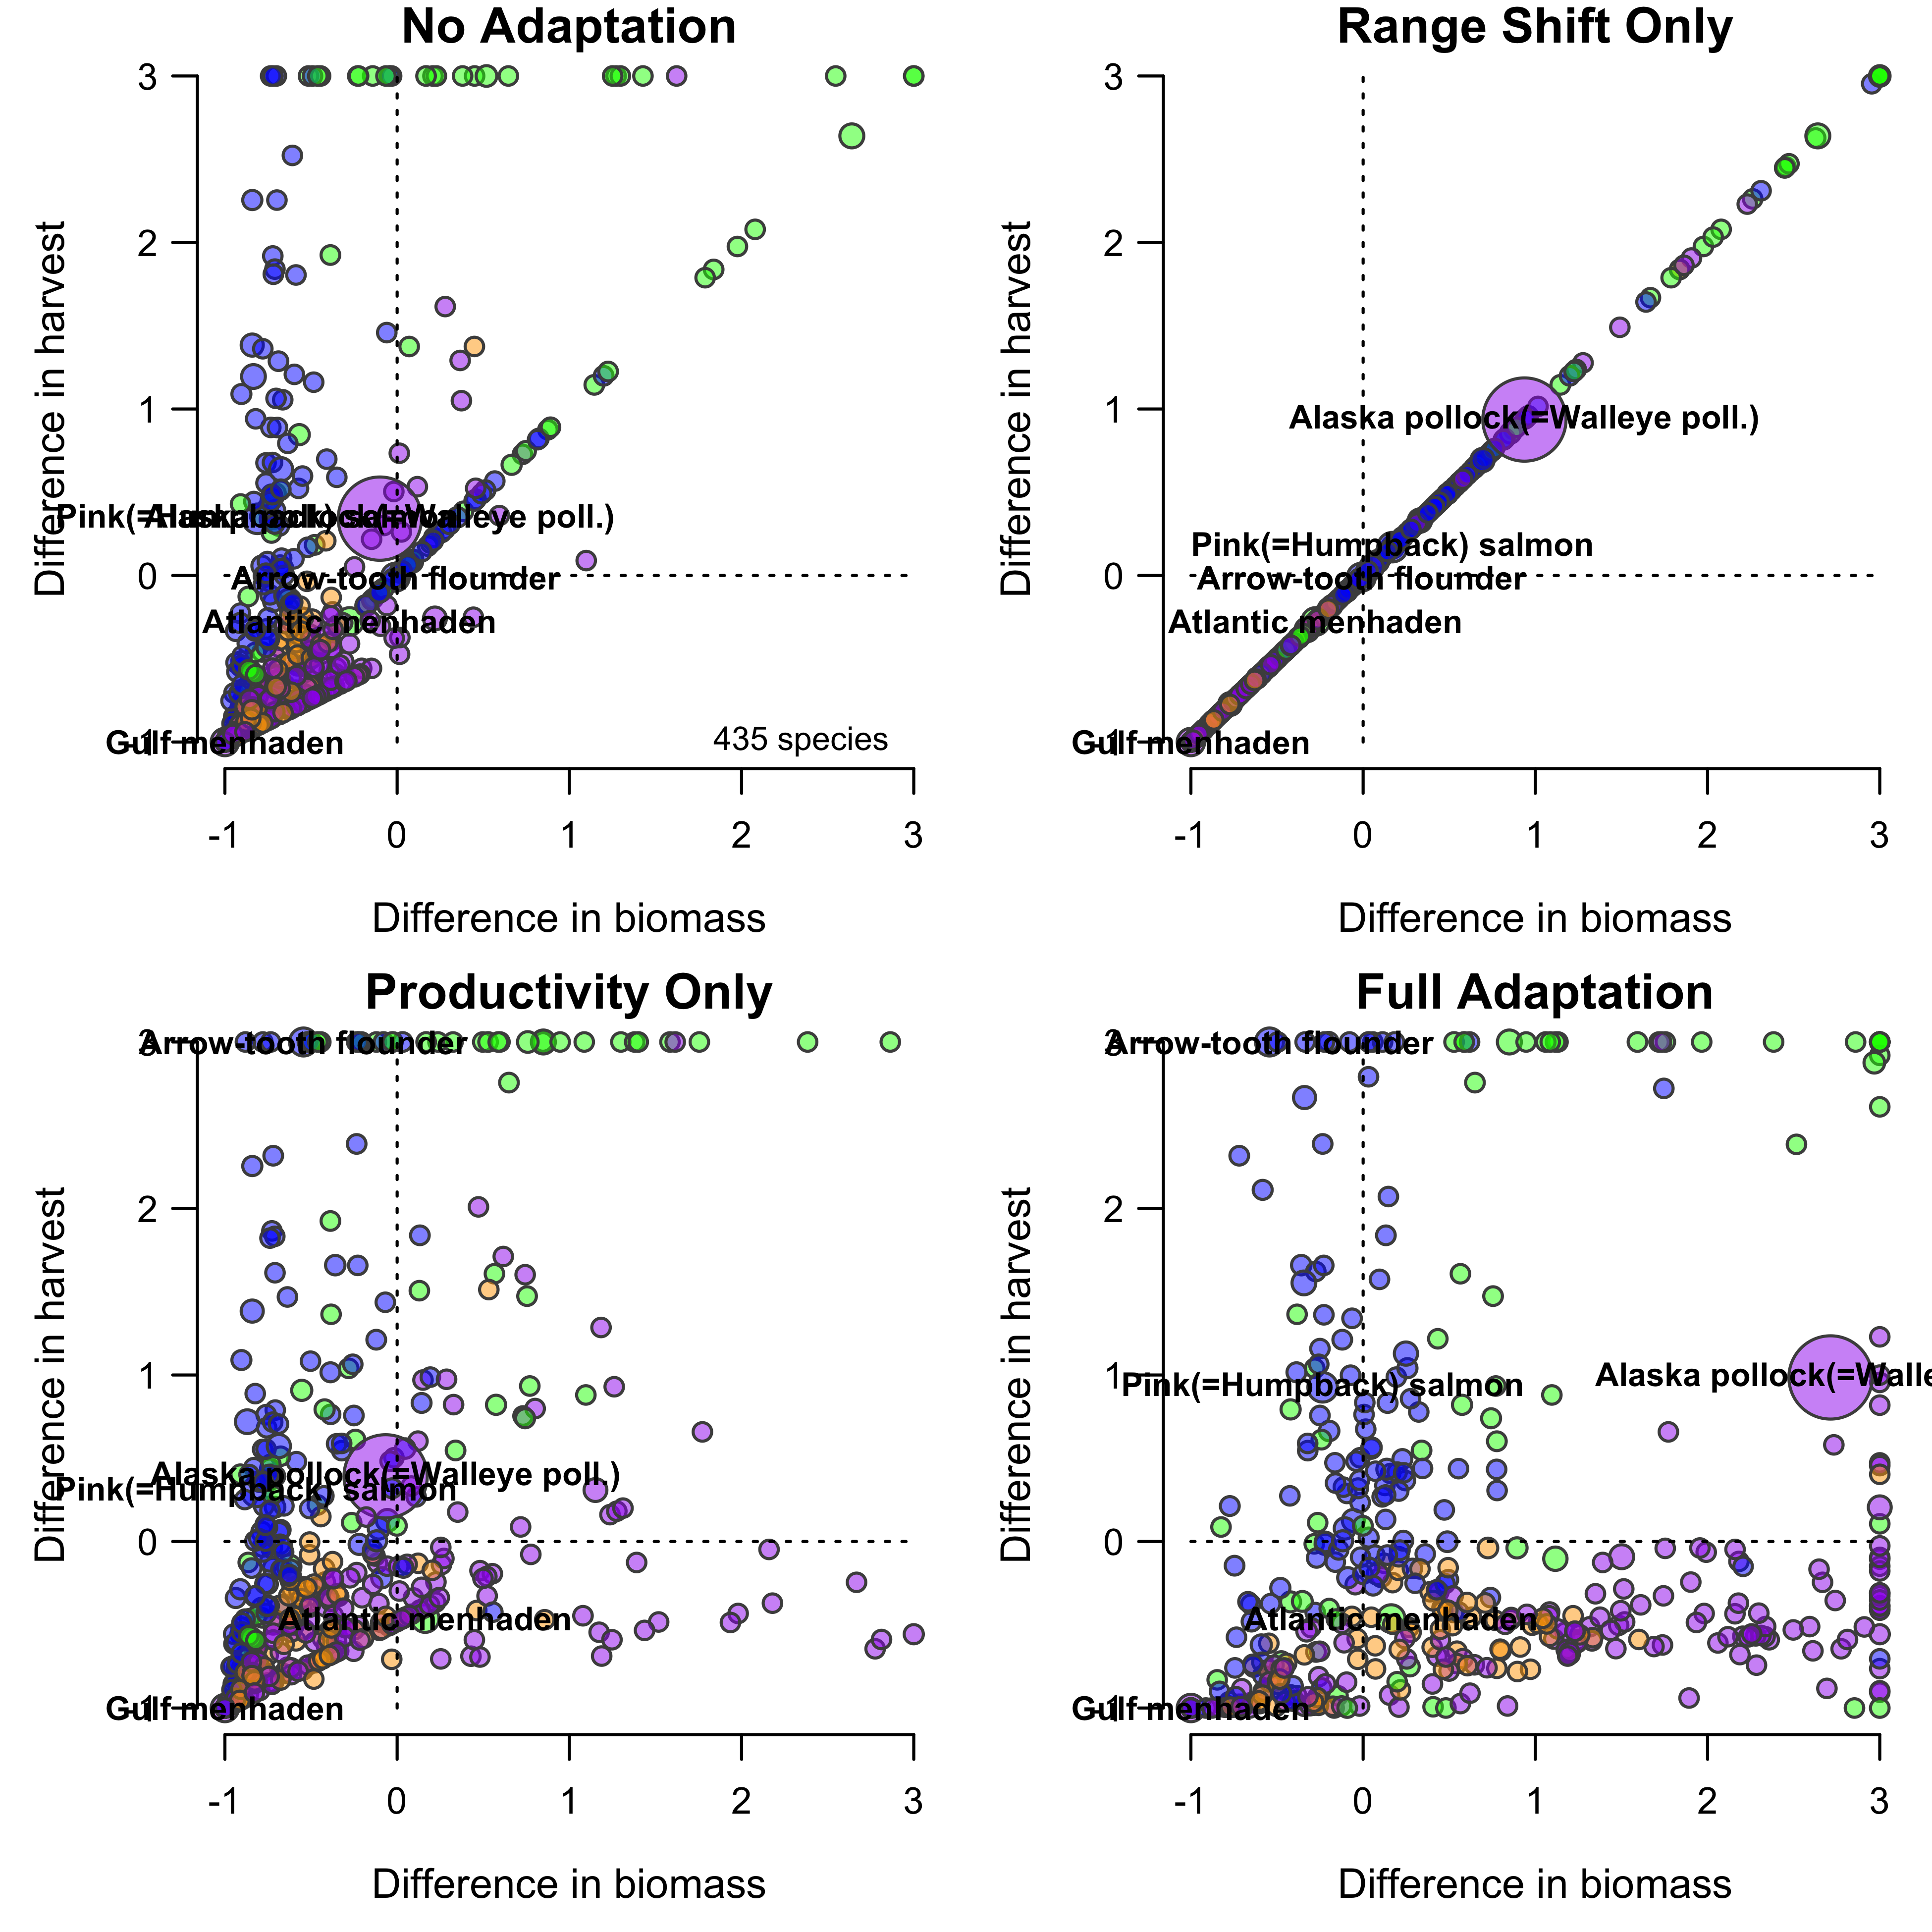 No Adaptation
Difference in harvest
3
2
1
0
-1
Pink(=Humpback) salmon
Alaska pollock(=Walleye poll.)
Arrow-tooth flounder
Atlantic menhaden
Gulf menhaden
435 species
-1 0 1 2 3
Difference in biomass
Range Shift Only
Difference in harvest
3
2
1
0
-1
Alaska pollock(=Walleye poll.)
Pink(=Humpback) salmon
Arrow-tooth flounder
Atlantic menhaden
Gulf menhaden
-1 0 1 2 3
Difference in biomass
Productivity Only
Difference in harvest
3
2
1
0
-1
Arrow-tooth flounder
Alaska pollock(=Walleye poll.)
Pink(=Humpback) salmon
Atlantic menhaden
Gulf menhaden
-1 0 1 2 3
Difference in biomass
Full Adaptation
Difference in harvest
3
2
1
0
-1
Arrow-tooth flounder
Pink(=Humpback) salmon
Alaska pollock(=Walle
Atlantic menhaden
Gulf menhaden
-1 0 1 2 3
Difference in biomass